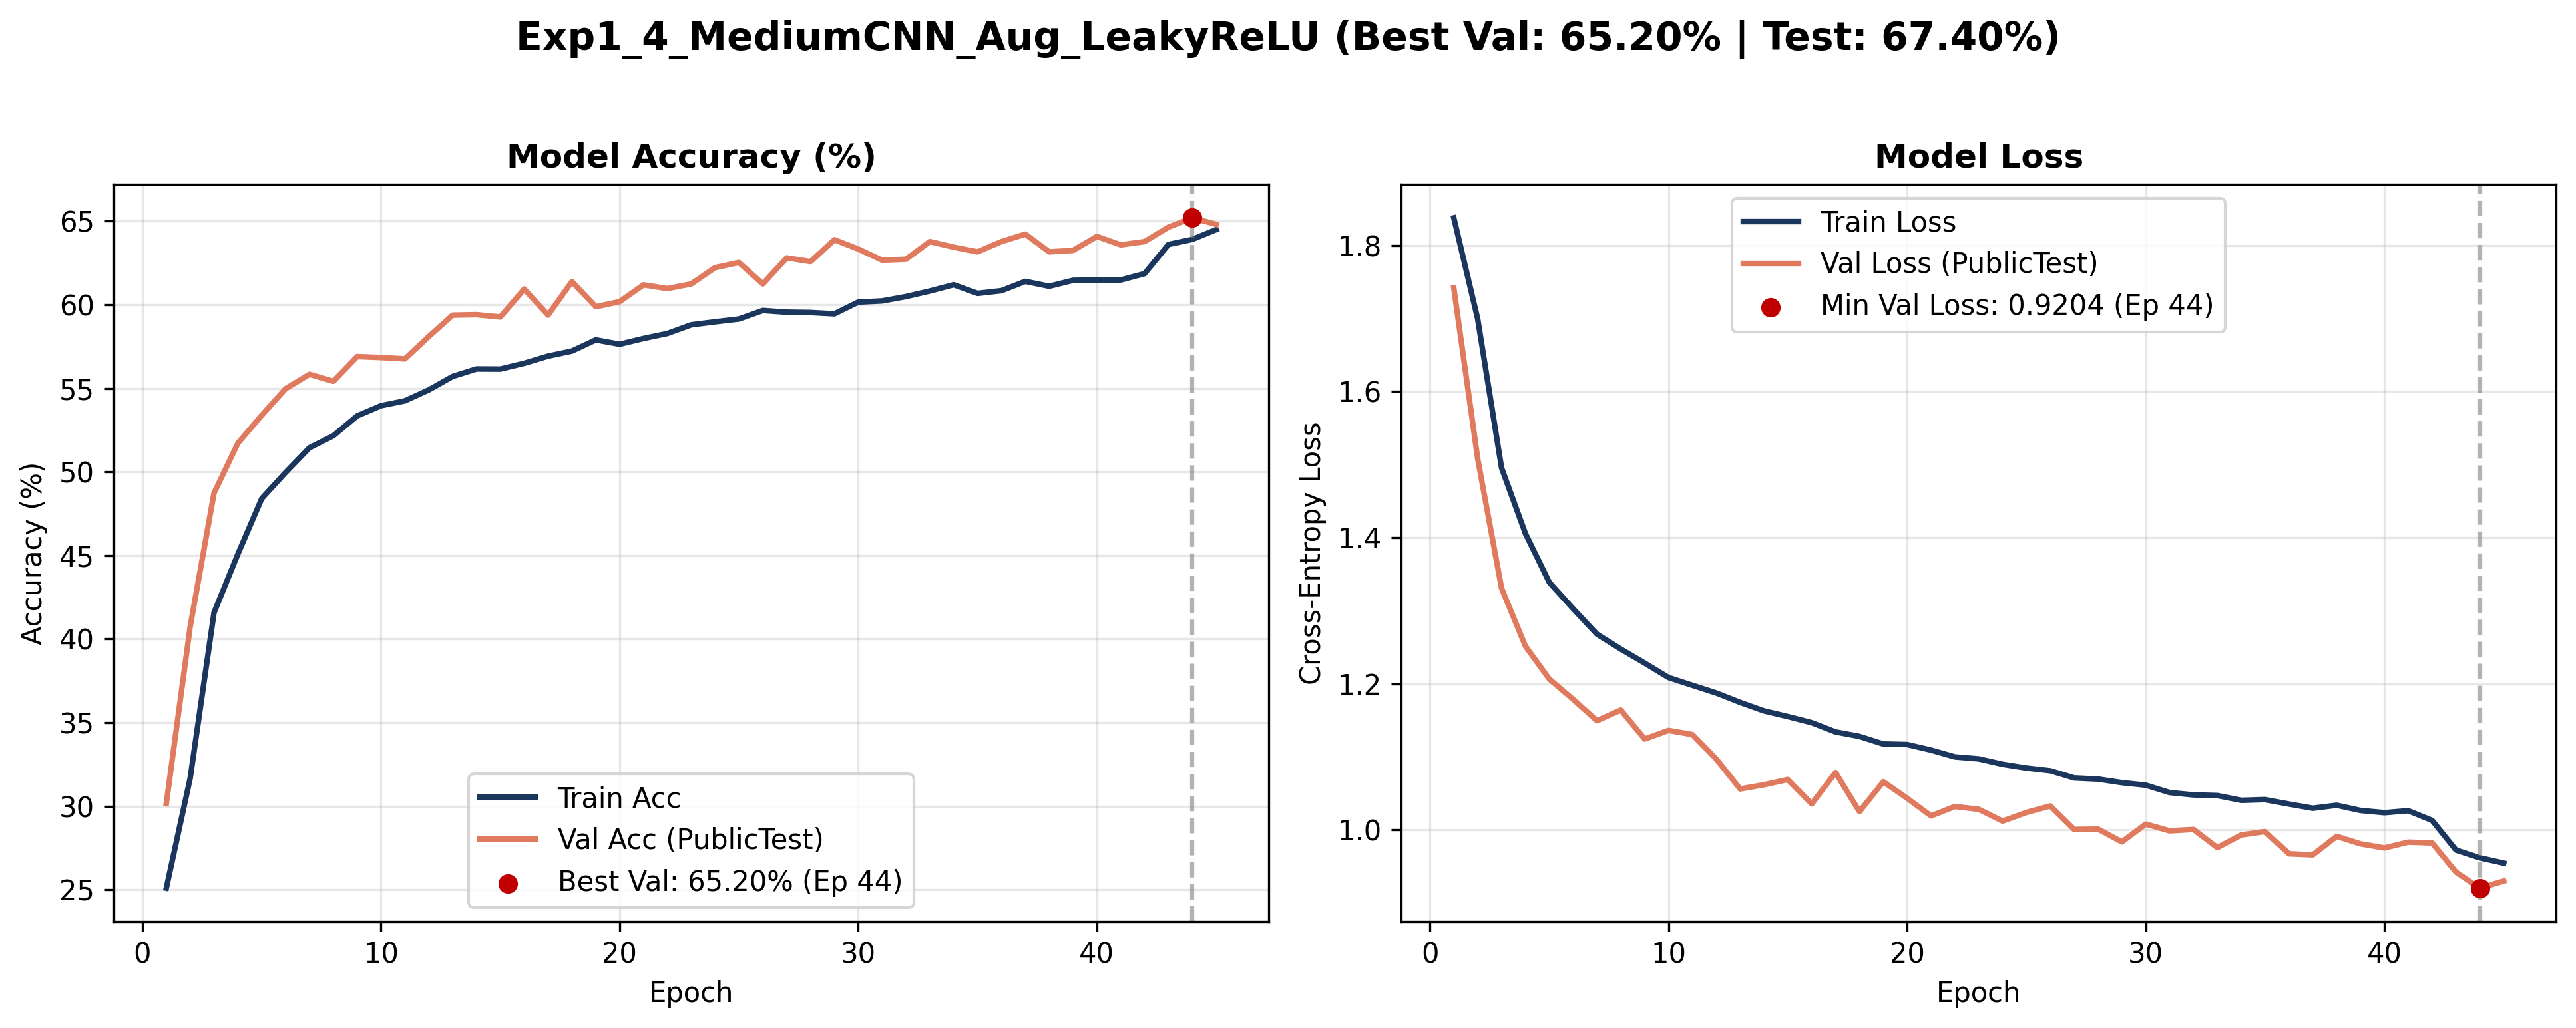 Exp1_4_MediumCNN_Aug_LeakyReLU (Best Val: 65.20% | Test: 67.40%)
Model Accuracy (%)
65
60
55
50
45
40
35
30
25
Accuracy (%)
0
10
20
30
40
Epoch
Train Acc
Val Acc (PublicTest)
Best Val: 65.20% (Ep 44)
Model Loss
1.8
1.6
1.4
1.2
1.0
Cross-Entropy Loss
0
10
20
30
40
Epoch
Train Loss
Val Loss (PublicTest)
Min Val Loss: 0.9204 (Ep 44)